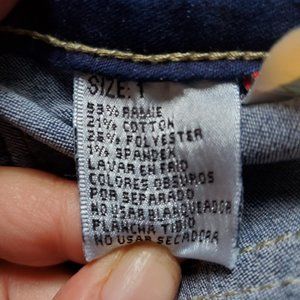 SIZE: 1
53% RAMIE
21% COTTON
25% POLYESTER
1% SPANDEX
LAVAR EN FRIO
COLORES OBSUROS
POR SEPARADO
NO USAR BLANQUEADOR
PLANCHA TIBIO
NO USAR SECADORA